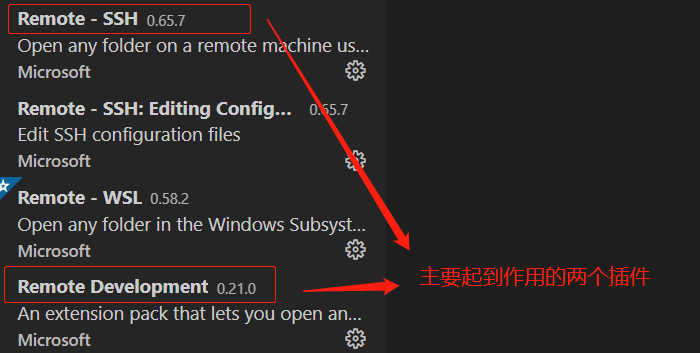 Remote - SSH 0.65.7
Open any folder on a remote machine us...
Microsoft
Remote - SSH: Editing Config... 0.65.7
Edit SSH configuration files
Microsoft
Remote - WSL 0.58.2
Open any folder in the Windows Subsyst...
Microsoft
Remote Development 0.21.0
主要起到作用的两个插件
An extension pack that lets you open an...
Microsoft